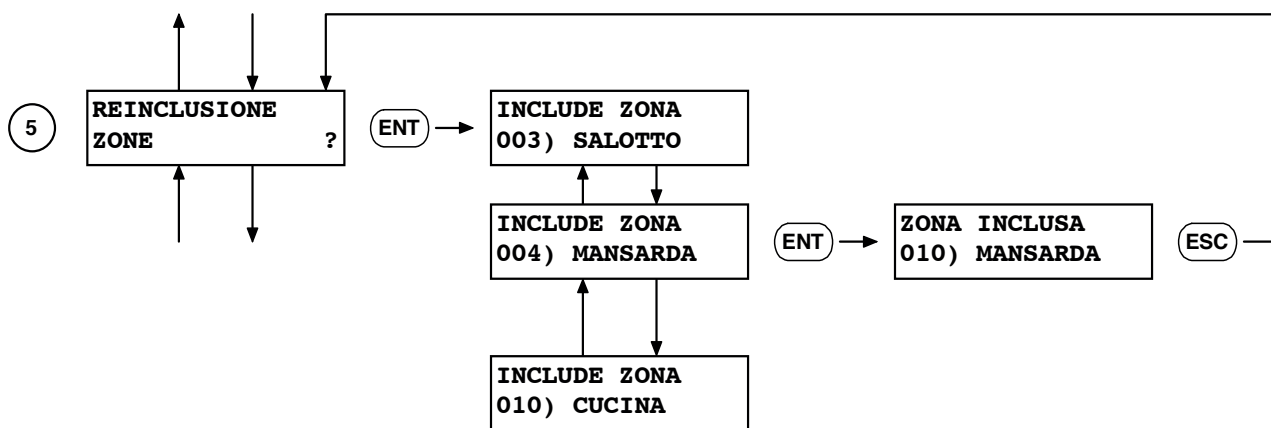 5
REINCLUSIONE
ZONE ?
ENT
INCLUDE ZONA
003) SALOTTO
INCLUDE ZONA
004) MANSARDA
ENT
ZONA INCLUSA
010) MANSARDA
ESC
INCLUDE ZONA
010) CUCINA